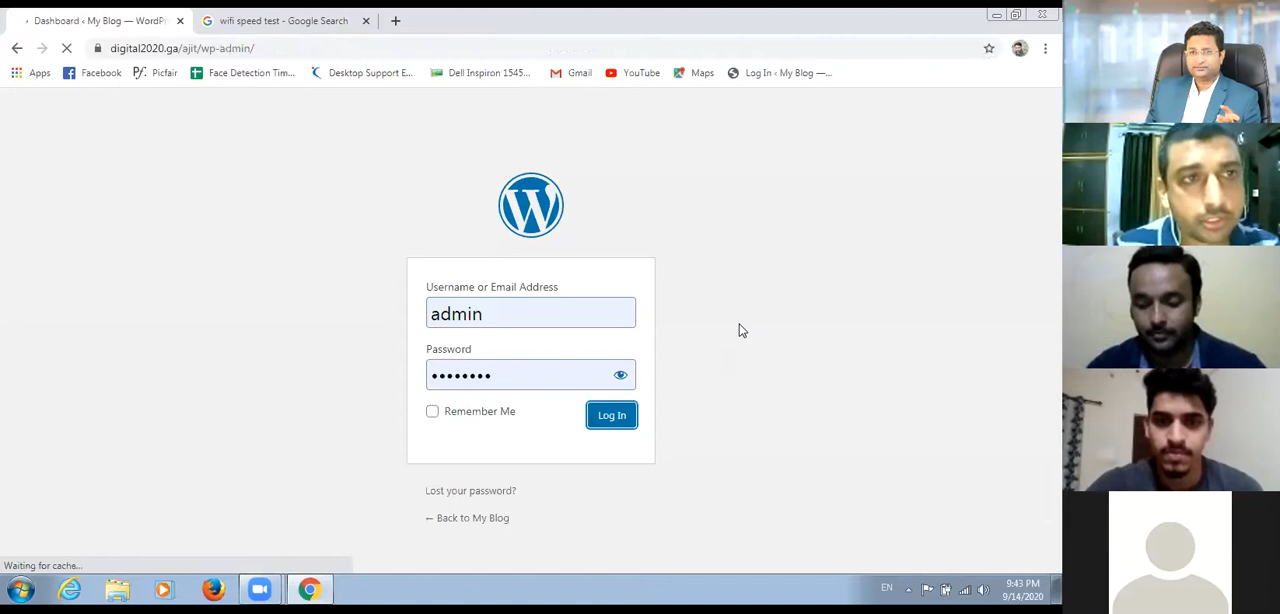 Dashboard ‹ My Blog — WordPr
wifi speed test - Google Search
digital2020.ga/ajit/wp-admin/
Apps
Facebook
Picfair
Face Detection Tim...
Desktop Support E...
Dell Inspiron 1545...
Gmail
YouTube
Maps
Log In ‹ My Blog —...
Username or Email Address
admin
Password
••••••••
Remember Me
Log In
Lost your password?
← Back to My Blog
Waiting for cache...
EN
9:43 PM
9/14/2020